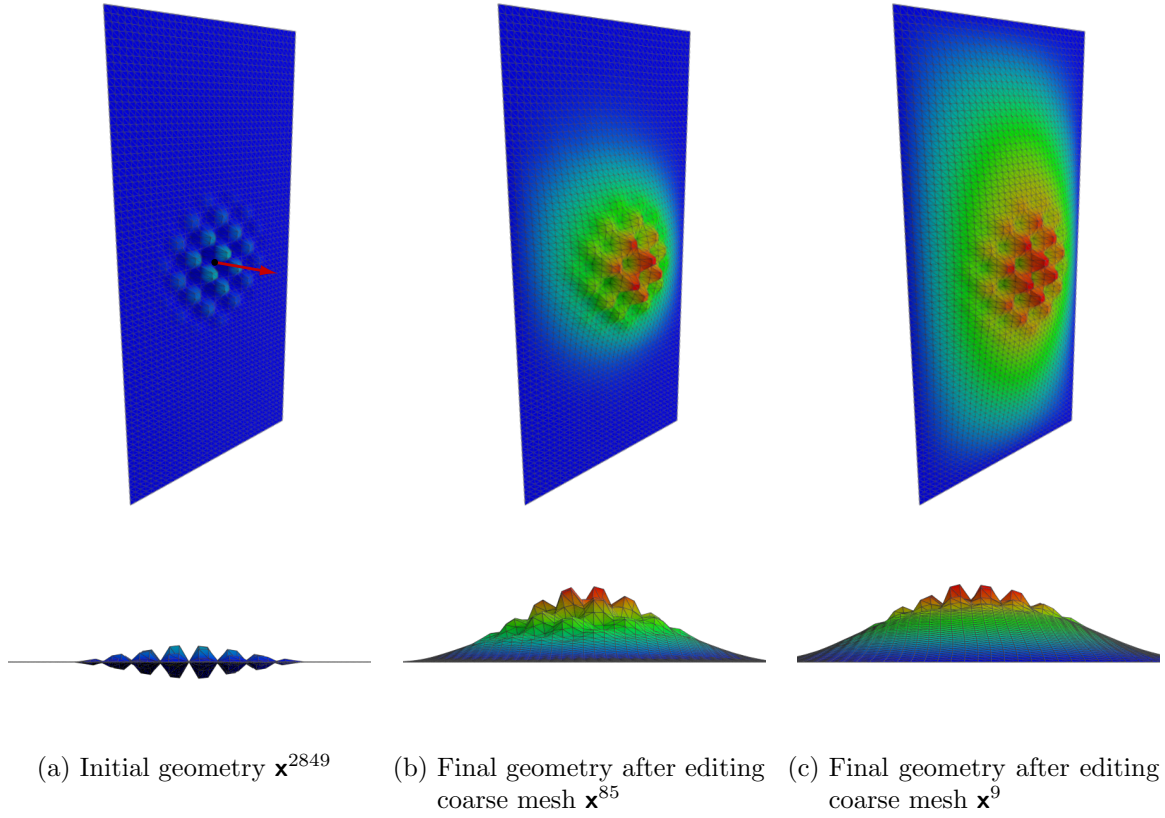 (a) Initial geometry x^2849
(b) Final geometry after editing
coarse mesh x^85
(c) Final geometry after editing
coarse mesh x^9